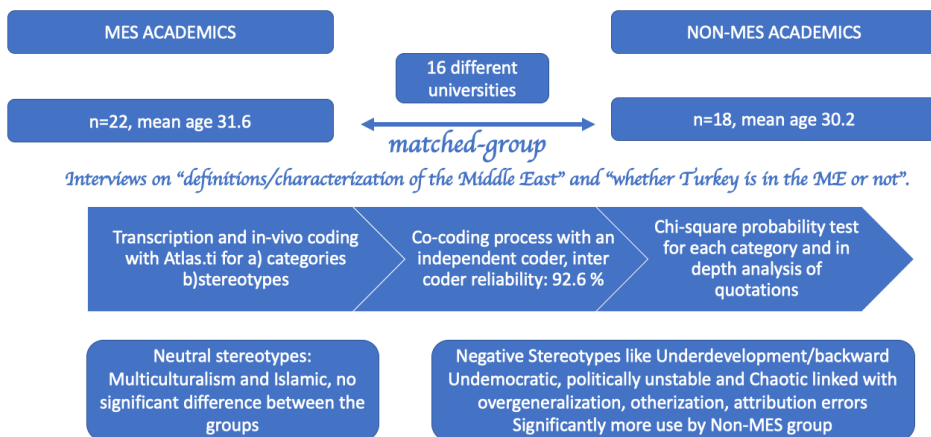 MES ACADEMICS
NON-MES ACADEMICS
16 different
universities
n=22, mean age 31.6
n=18, mean age 30.2
matched-group
Interviews on “definitions/characterization of the Middle East” and “whether Turkey is in the ME or not”.
Transcription and in-vivo coding
with Atlas.ti for a) categories
b)stereotypes
Co-coding process with an
independent coder, inter
coder reliability: 92.6 %
Chi-square probability test
for each category and in
depth analysis of
quotations
Neutral stereotypes:
Multiculturalism and Islamic, no
significant difference between the
groups
Negative Stereotypes like Underdevelopment/backward
Undemocratic, politically unstable and Chaotic linked with
overgeneralization, otherization, attribution errors
Significantly more use by Non-MES group